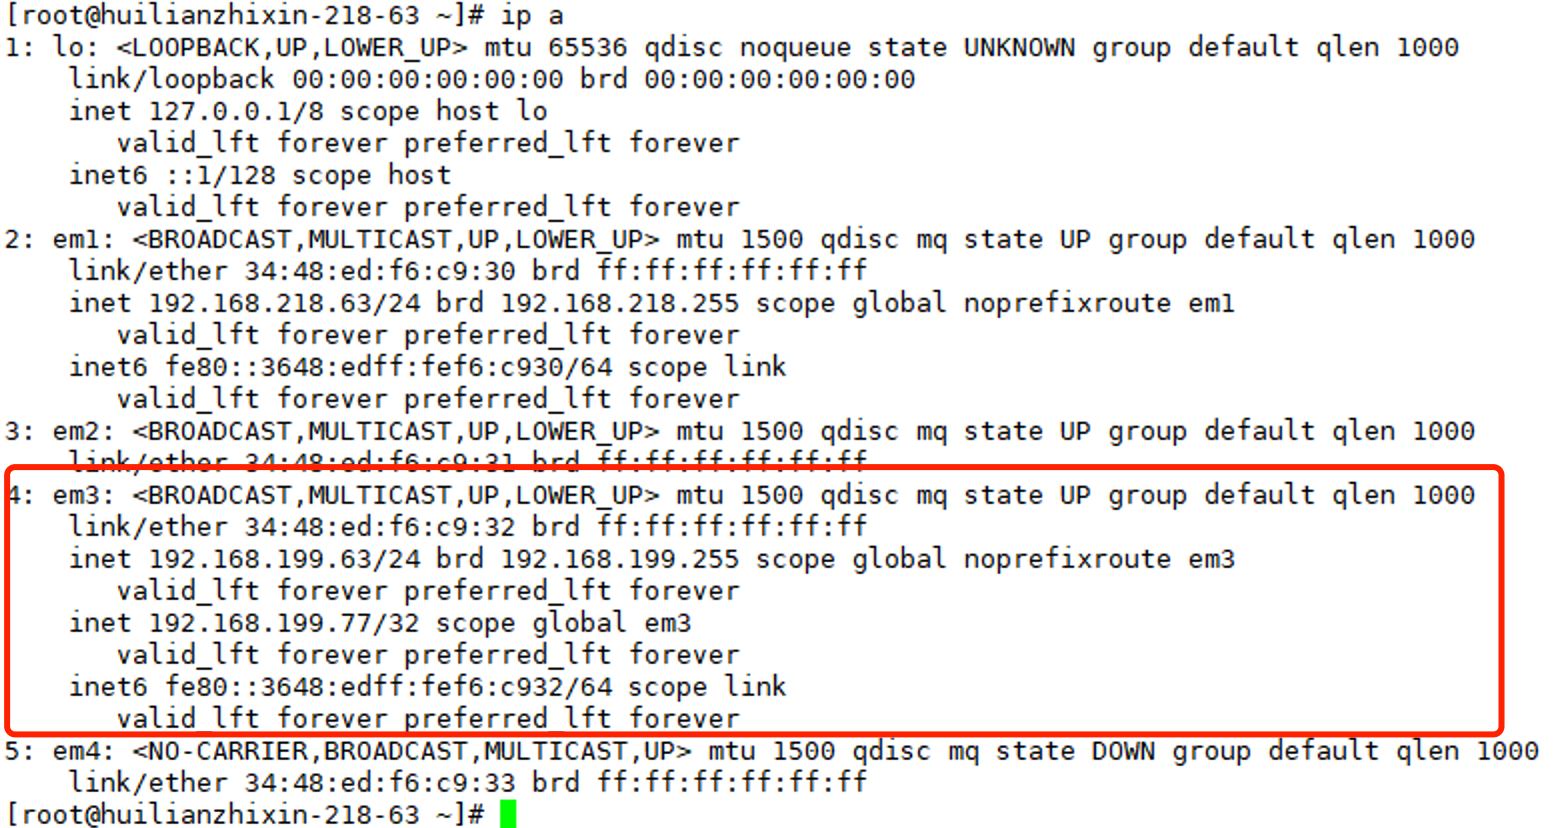 [root@huilianzhixin-218-63 ~]# ip a
1: lo: <LOOPBACK,UP,LOWER_UP> mtu 65536 qdisc noqueue state UNKNOWN group default qlen 1000
link/loopback 00:00:00:00:00:00 brd 00:00:00:00:00:00
inet 127.0.0.1/8 scope host lo
valid_lft forever preferred_lft forever
inet6 ::1/128 scope host
valid_lft forever preferred_lft forever
2: em1: <BROADCAST,MULTICAST,UP,LOWER_UP> mtu 1500 qdisc mq state UP group default qlen 1000
link/ether 34:48:ed:f6:c9:30 brd ff:ff:ff:ff:ff:ff
inet 192.168.218.63/24 brd 192.168.218.255 scope global noprefixroute em1
valid_lft forever preferred_lft forever
inet6 fe80::3648:edff:fef6:c930/64 scope link
valid_lft forever preferred_lft forever
3: em2: <BROADCAST,MULTICAST,UP,LOWER_UP> mtu 1500 qdisc mq state UP group default qlen 1000
link/ether 34:48:ed:f6:c9:31 brd ff:ff:ff:ff:ff:ff
4: em3: <BROADCAST,MULTICAST,UP,LOWER_UP> mtu 1500 qdisc mq state UP group default qlen 1000
link/ether 34:48:ed:f6:c9:32 brd ff:ff:ff:ff:ff:ff
inet 192.168.199.63/24 brd 192.168.199.255 scope global noprefixroute em3
valid_lft forever preferred_lft forever
inet 192.168.199.77/32 scope global em3
valid_lft forever preferred_lft forever
inet6 fe80::3648:edff:fef6:c932/64 scope link
valid_lft forever preferred_lft forever
5: em4: <NO-CARRIER,BROADCAST,MULTICAST,UP> mtu 1500 qdisc mq state DOWN group default qlen 1000
link/ether 34:48:ed:f6:c9:33 brd ff:ff:ff:ff:ff:ff
[root@huilianzhixin-218-63 ~]#